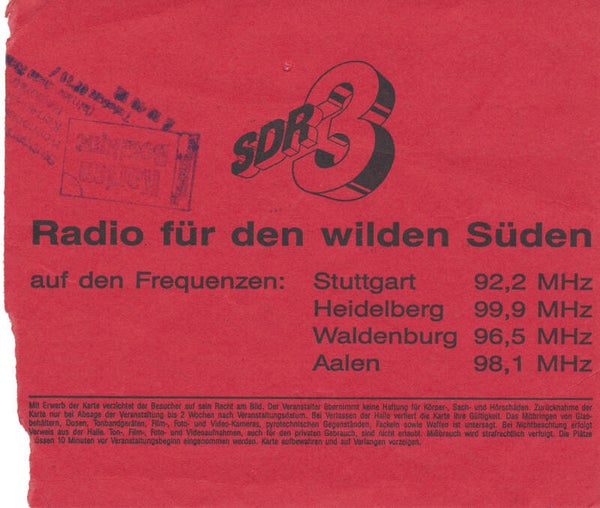 SDR 3
Radio für den wilden Süden
auf den Frequenzen: Stuttgart 92,2 MHz
Heidelberg 99,9 MHz
Waldenburg 96,5 MHz
Aalen 98,1 MHz
Mit Erwerb der Karte verzichtet der Besucher auf sein Recht am Bild. Der Veranstalter übernimmt keine Haftung für Körper-, Sach- und Hörschäden. Zurücknahme der
Karte nur bei Absage der Veranstaltung bis 2 Wochen nach Veranstaltungsdatum. Bei Verlassen der Halle verliert die Karte ihre Gültigkeit. Das Mitbringen von Glas-
behältern, Dosen, Tonbandgeräten, Film-, Foto- und Video-Kameras, pyrotechnischen Gegenständen, Fackeln sowie Waffen ist untersagt. Bei Nichtbeachtung erfolgt
Verweis aus der Halle. Ton-, Film-, Foto- und Videoaufnahmen, auch für den privaten Gebrauch, sind nicht erlaubt. Mißbrauch wird strafrechtlich verfolgt. Die Plätze
üssen 10 Minuten vor Veranstaltungsbeginn eingenommen werden. Karte aufbewahren und auf Verlangen vorzeigen.